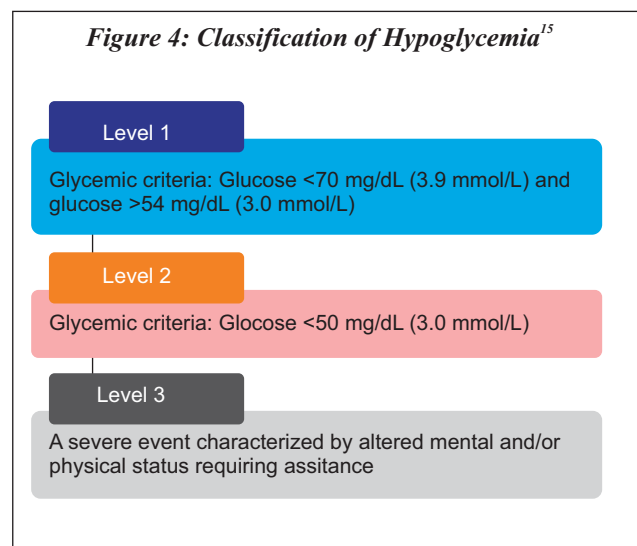 Figure 4: Classification of Hypoglycemia15
Level 1
Glycemic criteria: Glucose <70 mg/dL (3.9 mmol/L) and
glucose >54 mg/dL (3.0 mmol/L)
Level 2
Glycemic criteria: Glocose <50 mg/dL (3.0 mmol/L)
Level 3
A severe event characterized by altered mental and/or
physical status requiring assitance